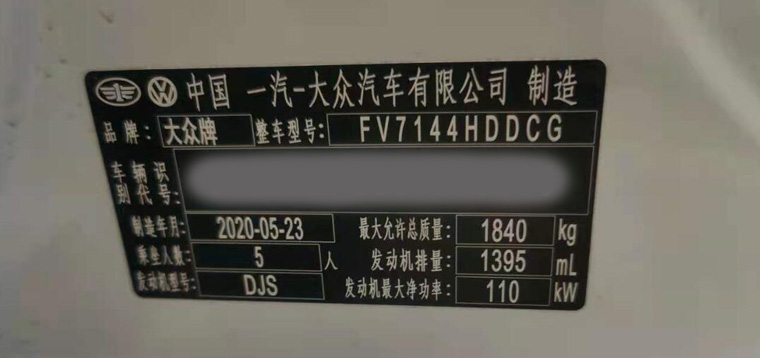 中国 一汽-大众汽车有限公司 制造
品牌: 大众牌 整车型号: FV7144HDDCG
车辆识
别代号:
制造年月: 2020-05-23 最大允许总质量: 1840 kg
乘坐人数: 5 人 发动机排量: 1395 mL
发动机型号: DJS 发动机最大净功率: 110 kW